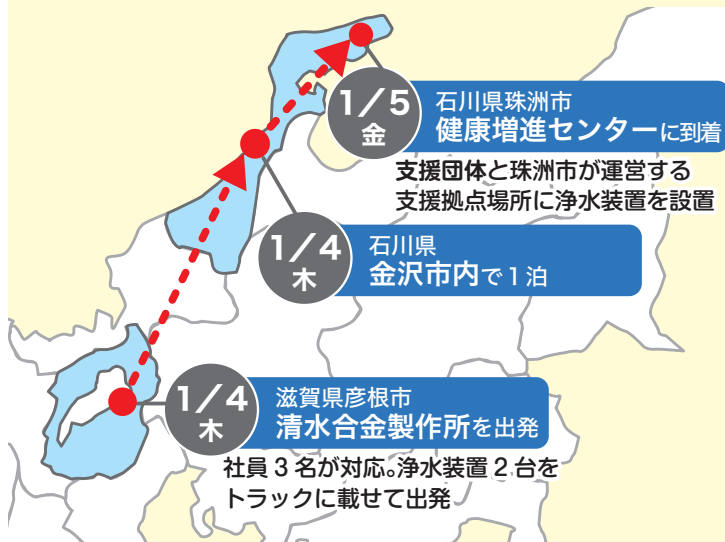 1/5
金
石川県珠洲市
健康増進センターに到着
支援団体と珠洲市が運営する
支援拠点場所に浄水装置を設置
1/4
木
石川県
金沢市内で1泊
1/4
木
滋賀県彦根市
清水合金製作所を出発
社員3名が対応。浄水装置2台を
トラックに載せて出発